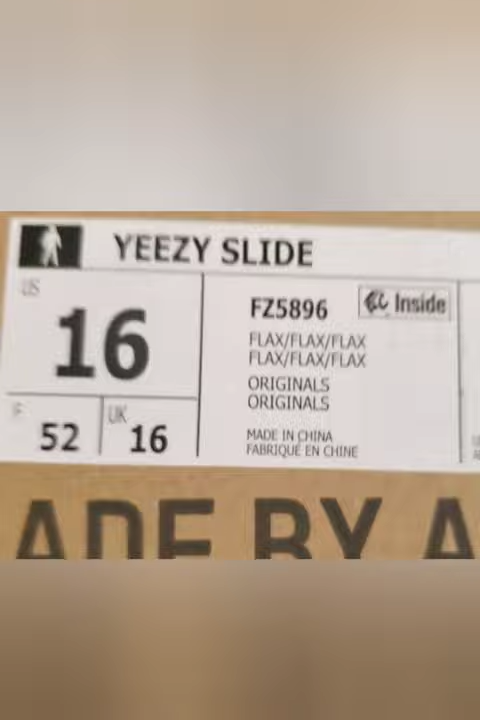 YEEZY SLIDE
US
16
F
52
UK
16
FZ5896
Inside
FLAX/FLAX/FLAX
FLAX/FLAX/FLAX
ORIGINALS
ORIGINALS
MADE IN CHINA
FABRIQUÉ EN CHINE
ADE BY A